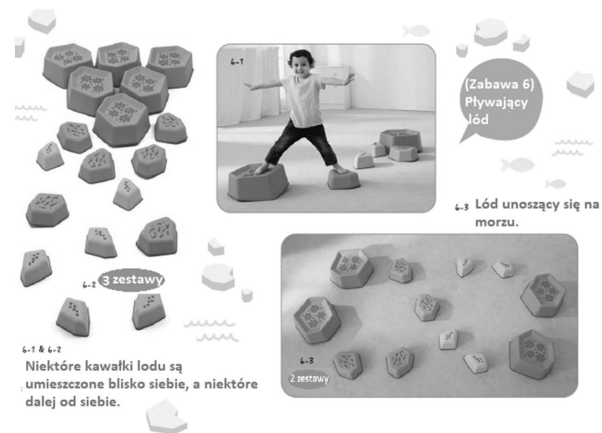 6-1
(Zabawa 6)
Pływający
lód
6-3 Lód unoszący się na
morzu.
6-2 3 zestawy
6-1 & 6-2
Niektóre kawałki lodu są
umieszczone blisko siebie, a niektóre
dalej od siebie.
6-3
2 zestawy